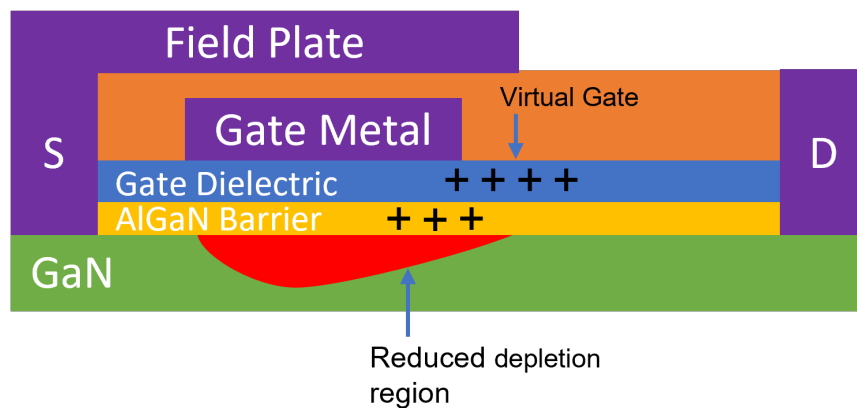 Field Plate
Virtual Gate
Gate Metal
S
D
Gate Dielectric
+ + + +
AlGaN Barrier
+ + +
GaN
Reduced depletion
region